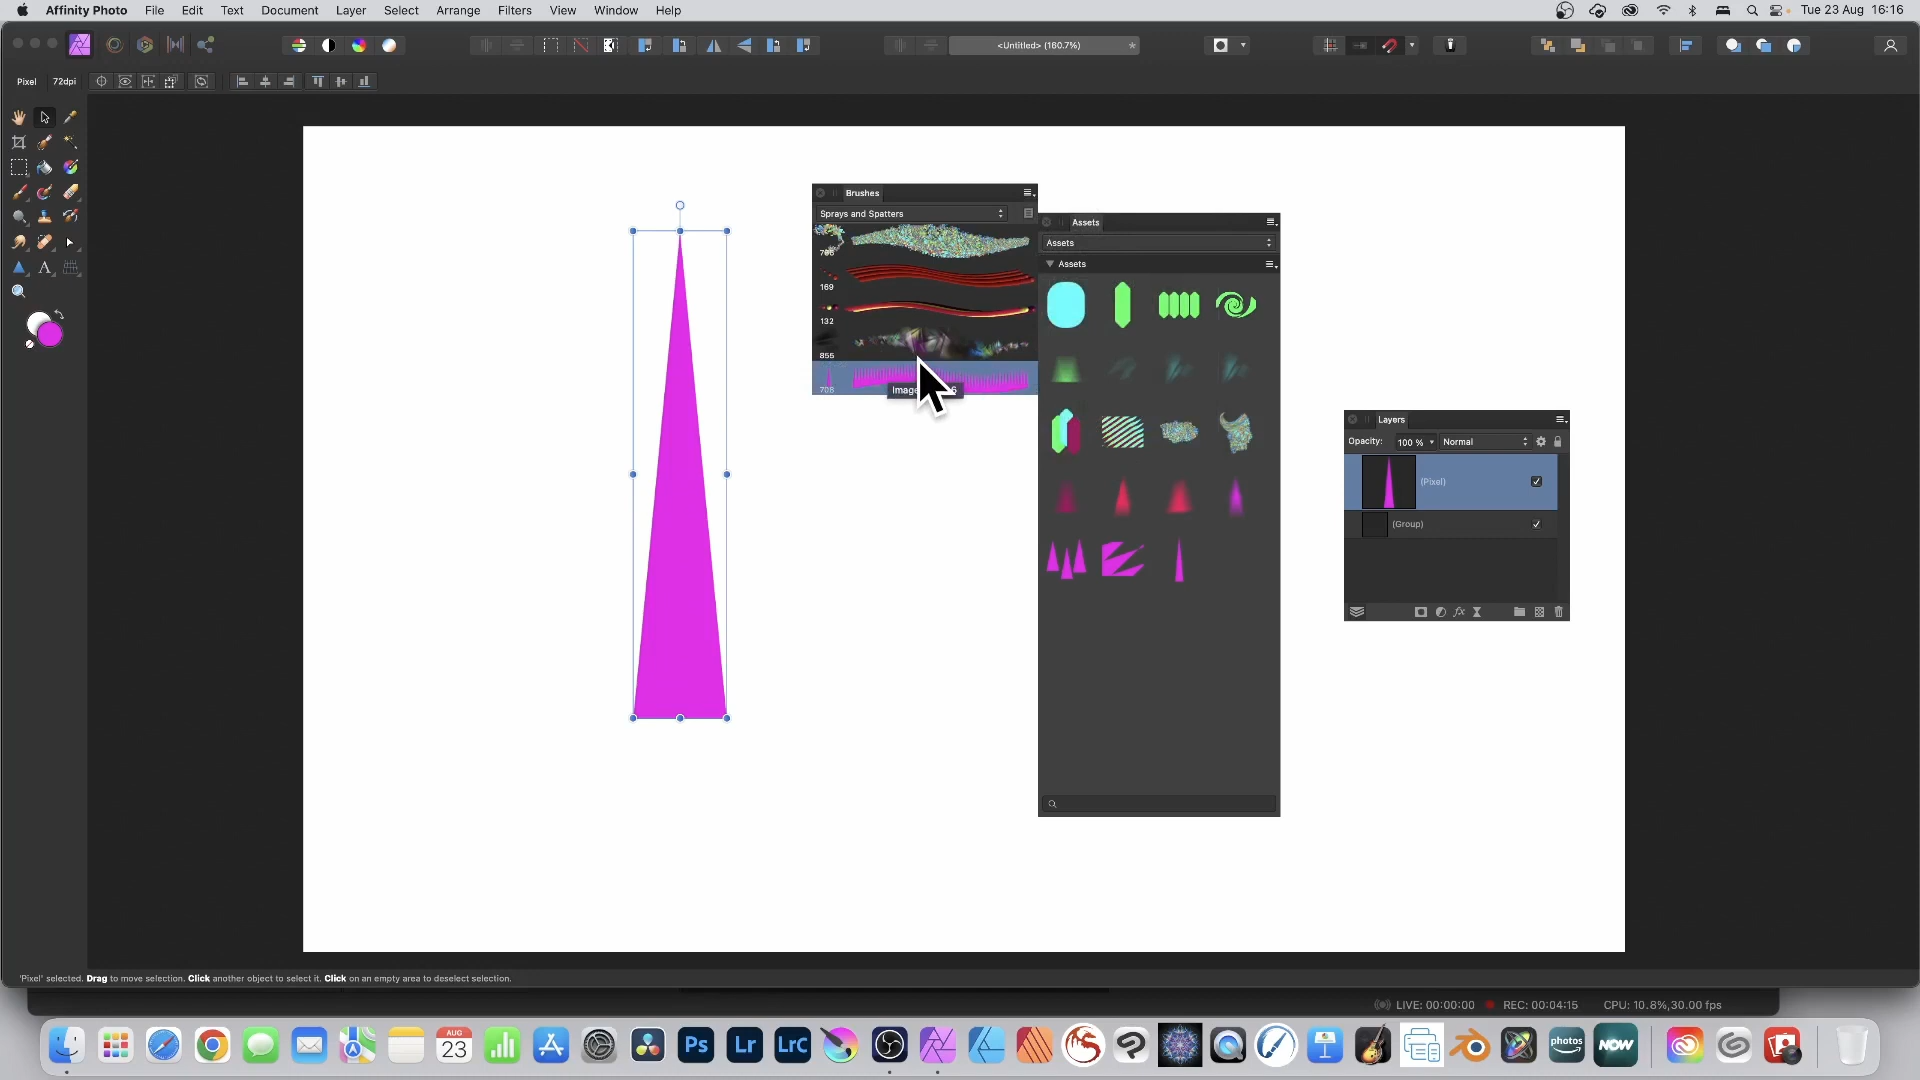 Affinity Photo File Edit Text Document Layer Select Arrange Filters View Window Help Tue 23 Aug 16:16
<Untitled> (160.7%)
Pixel 72dpi
Brushes
Sprays and Spatters
706
169
132
855
Assets
Assets
Assets
Layers
Opacity: 100 % Normal
(Pixel)
(Group)
'Pixel' selected. Drag to move selection. Click another object to select it. Click on an empty area to deselect selection.
LIVE: 00:00:00 REC: 00:04:15 CPU: 10.8%,30.00 fps
AUG
23
Ps
Lr
LrC
photos
NOW